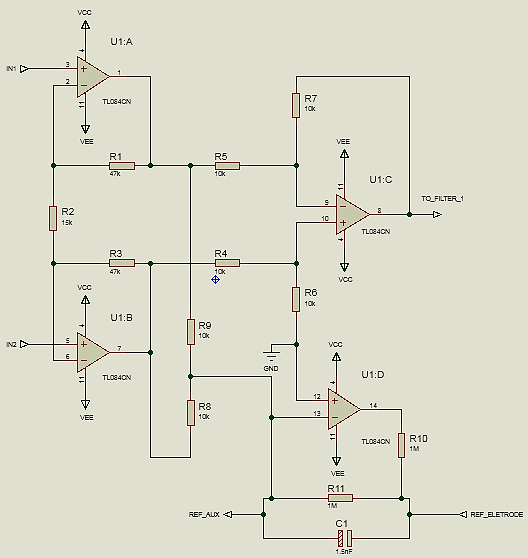 VCC
U1:A
4
IN1
3
2
1
11
TL084CN
VEE
R7
10k
VEE
11
U1:C
R1
47k
R5
10k
9
10
8
TO_FILTER_1
R2
15k
TL084CN
4
VCC
R3
47k
R4
10k
VCC
U1:B
4
R6
10k
IN2
5
6
7
11
TL084CN
VEE
R9
10k
GND
VCC
U1:D
4
R8
10k
12
13
14
11
TL084CN
VEE
R10
1M
R11
1M
REF_AUX
REF_ELETRODE
C1
1.5nF